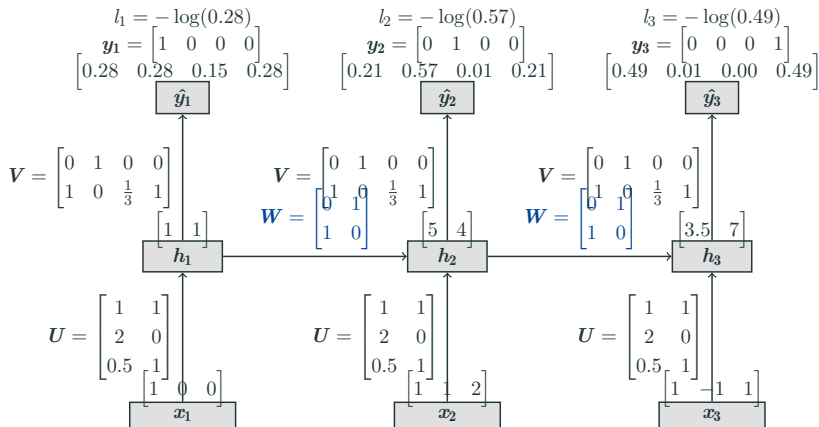 l₁ = − log(0.28) l₂ = − log(0.57) l₃ = − log(0.49)
y₁ = [1 0 0 0] y₂ = [0 1 0 0] y₃ = [0 0 0 1]
[0.28 0.28 0.15 0.28] [0.21 0.57 0.01 0.21] [0.49 0.01 0.00 0.49]
ŷ₁ ŷ₂ ŷ₃
V = [0 1 0 0 V = [0 1 0 0 V = [0 1 0 0
1 0 1/3 1] 1 0 1/3 1] 1 0 1/3 1]
W = [0 1 W = [0 1
1 0] 1 0]
[1 1] [5 4] [3.5 7]
h₁ h₂ h₃
U = [1 1 U = [1 1 U = [1 1
2 0 2 0 2 0
0.5 1] 0.5 1] 0.5 1]
[1 0 0] [1 1 2] [1 −1 1]
x₁ x₂ x₃